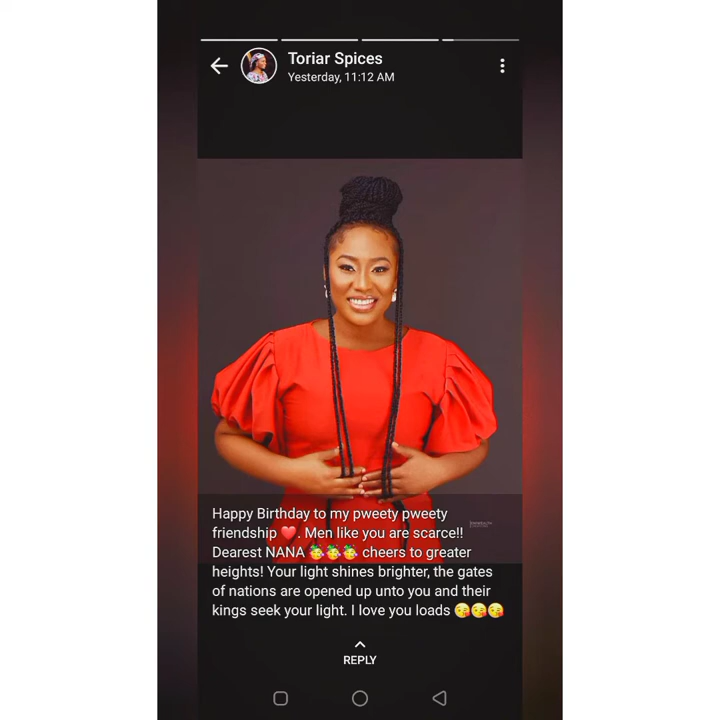 Toriar Spices
Yesterday, 11:12 AM
Happy Birthday to my pweety pweety
friendship ❤️. Men like you are scarce!!
Dearest NANA 🥳🥳🥳 cheers to greater
heights! Your light shines brighter, the gates
of nations are opened up unto you and their
kings seek your light. I love you loads 😘😘😘
REPLY